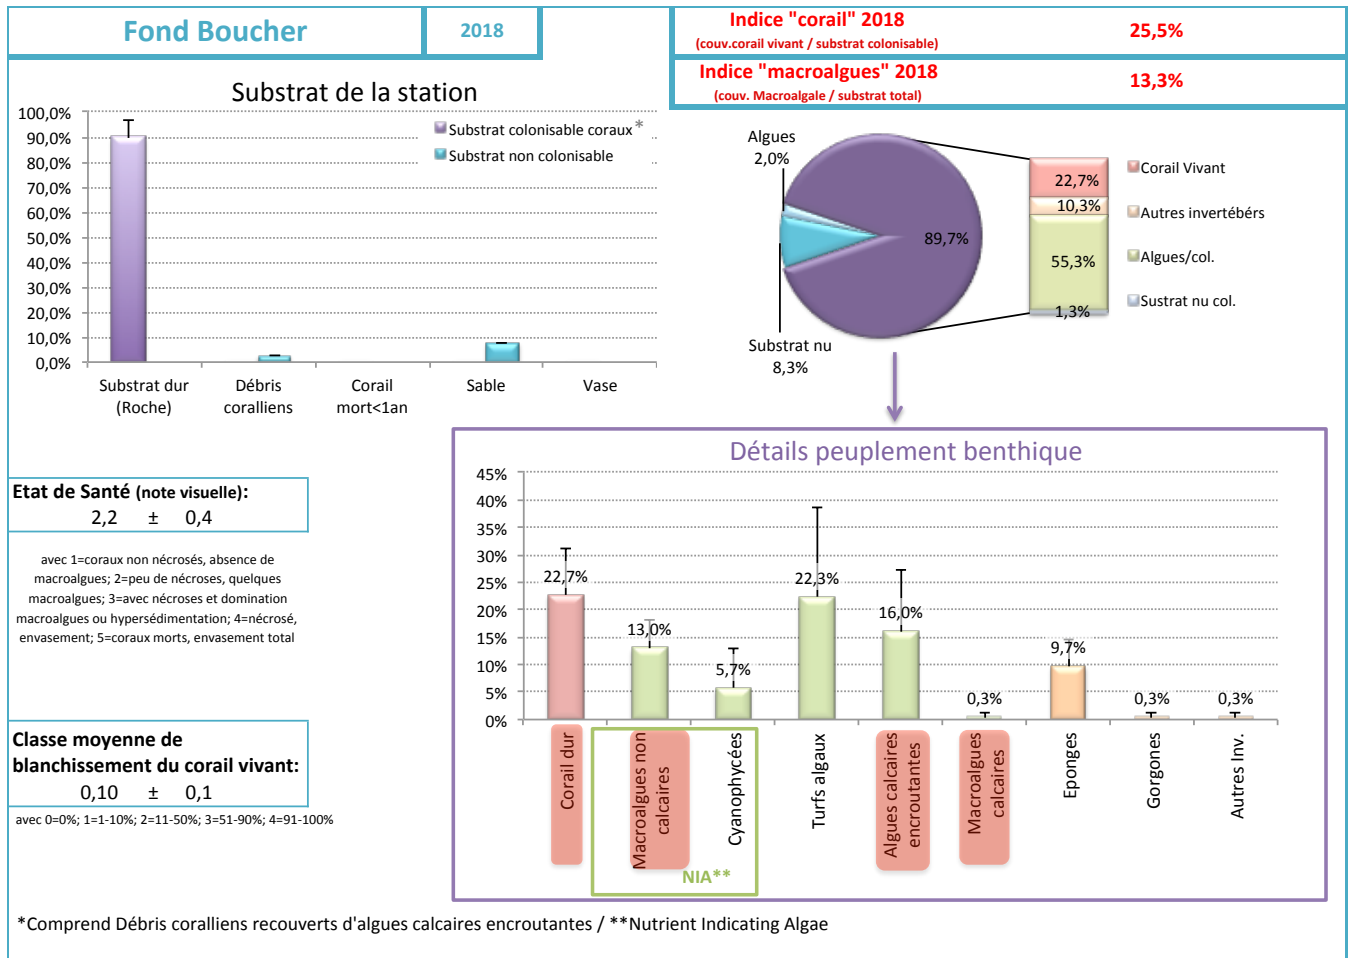 Fond Boucher
2018
Indice "corail" 2018
(couv.corail vivant / substrat colonisable)
25,5%
Indice "macroalgues" 2018
(couv. Macroalgale / substrat total)
13,3%
Substrat de la station
100,0%
90,0%
80,0%
70,0%
60,0%
50,0%
40,0%
30,0%
20,0%
10,0%
0,0%
Substrat colonisable coraux*
Substrat non colonisable
Substrat dur
(Roche)
Débris
coralliens
Corail
mort<1an
Sable
Vase
Algues
2,0%
89,7%
Substrat nu
8,3%
22,7%
10,3%
55,3%
1,3%
Corail Vivant
Autres invertébérs
Algues/col.
Sustrat nu col.
Etat de Santé (note visuelle):
2,2 ± 0,4
avec 1=coraux non nécrosés, absence de
macroalgues; 2=peu de nécroses, quelques
macroalgues; 3=avec nécroses et domination
macroalgues ou hypersédimentation; 4=nécrosé,
envasement; 5=coraux morts, envasement total
Classe moyenne de
blanchissement du corail vivant:
0,10 ± 0,1
avec 0=0%; 1=1-10%; 2=11-50%; 3=51-90%; 4=91-100%
Détails peuplement benthique
45%
40%
35%
30%
25%
20%
15%
10%
5%
0%
22,7%
13,0%
5,7%
22,3%
16,0%
0,3%
9,7%
0,3%
0,3%
Corail dur
Macroalgues non
calcaires
Cyanophycées
Turfs algaux
Algues calcaires
encroutantes
Macroalgues
calcaires
Eponges
Gorgones
Autres Inv.
NIA**
*Comprend Débris coralliens recouverts d'algues calcaires encroutantes / **Nutrient Indicating Algae